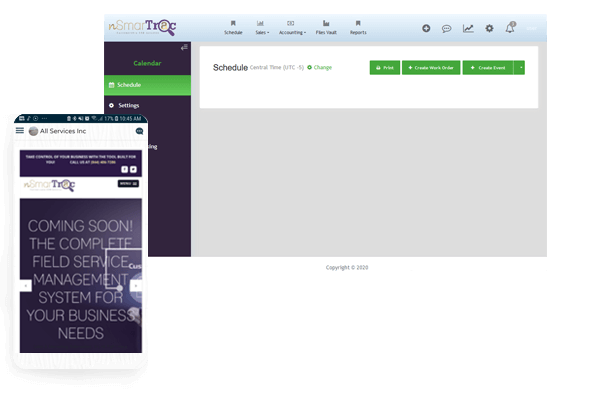 nSmarTrac
Schedule
Sales
Accounting
Files Vault
Reports
Calendar
Schedule
Settings
Schedule Central Time (UTC -5) Change
Print
Create Work Order
Create Event
Copyright © 2020
17% 10:45 AM
All Services Inc
TAKE CONTROL OF YOUR BUSINESS WITH THE TOOL BUILT FOR
YOU! CALL US AT
nSmarTrac
MENU
COMING SOON!
THE COMPLETE
FIELD SERVICE
MANAGEMENT
SYSTEM FOR
YOUR BUSINESS
NEEDS
Cus